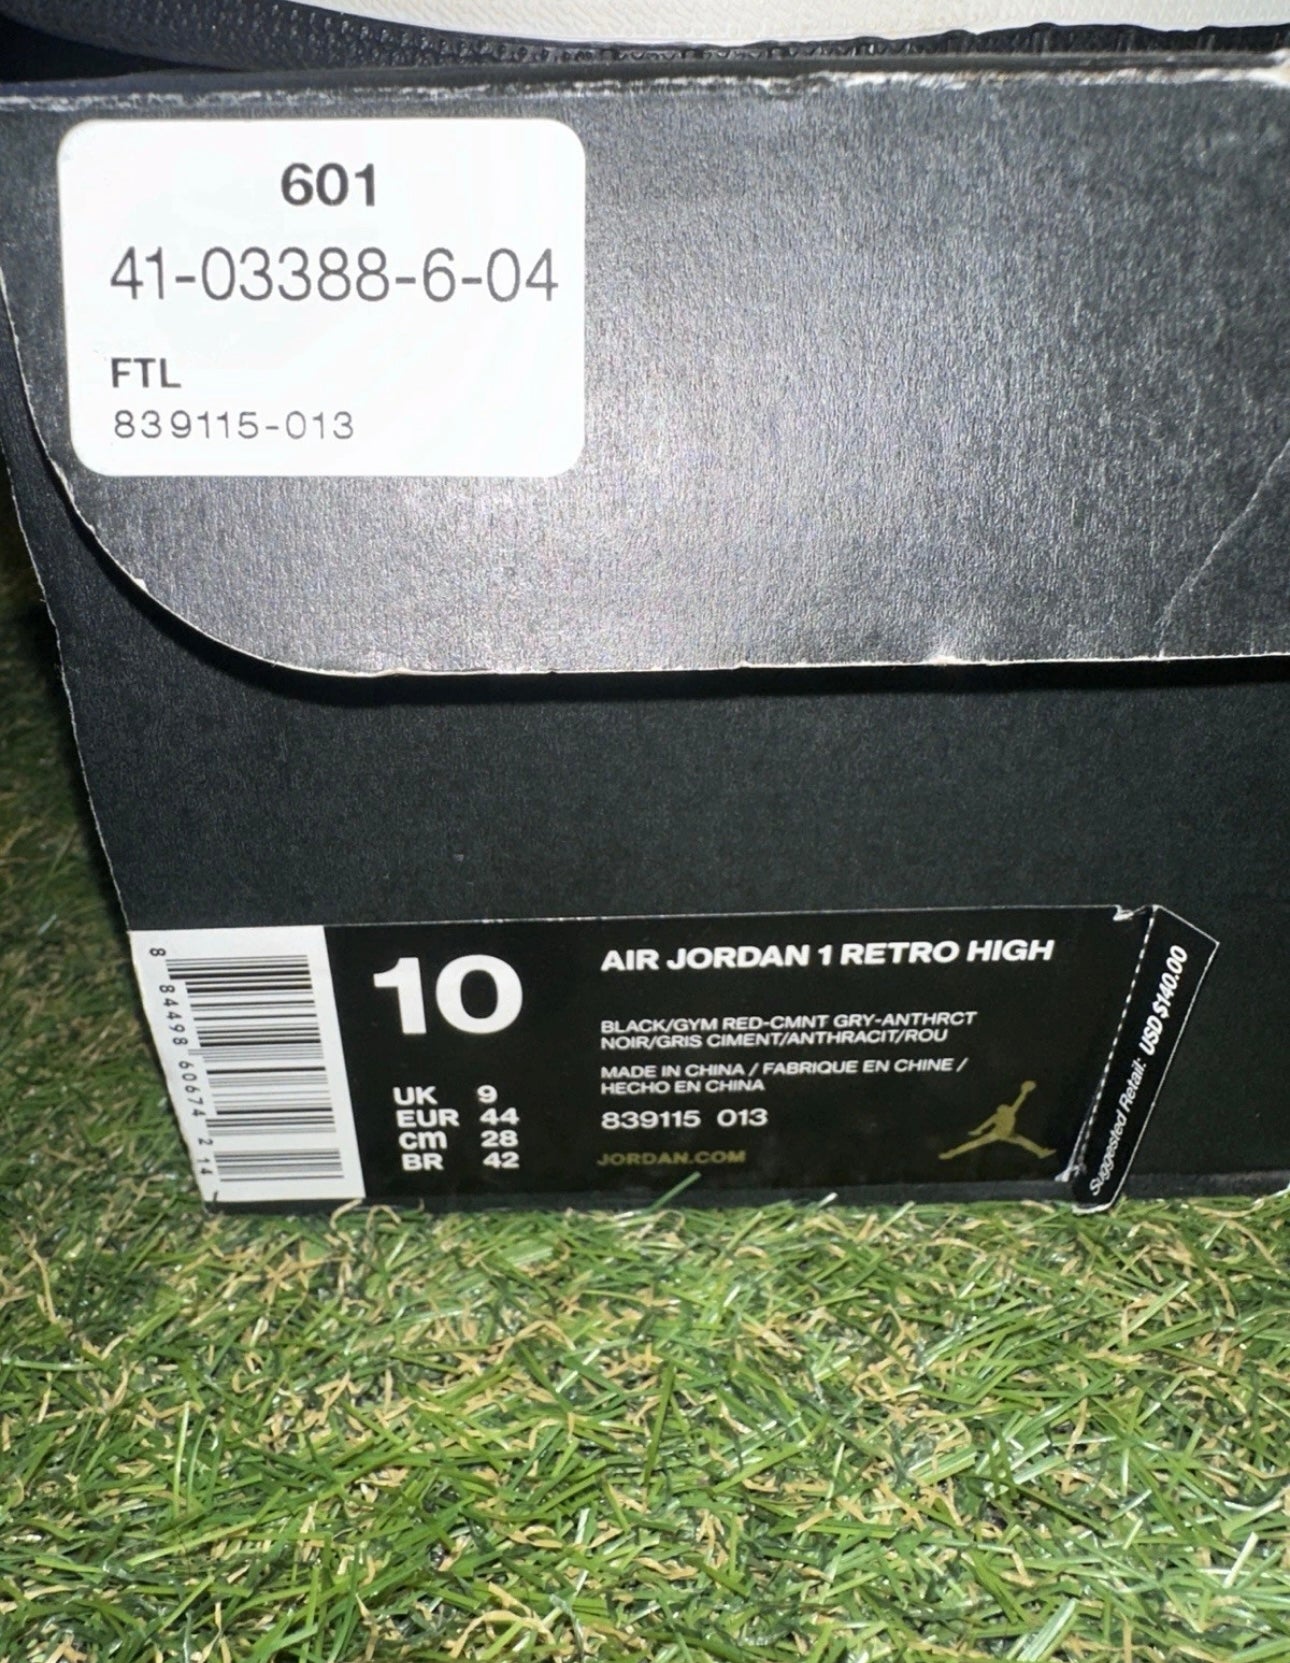 601
41-03388-6-04
FTL
839115-013
8 84498 60674 2 14
10
UK 9
EUR 44
cm 28
BR 42
AIR JORDAN 1 RETRO HIGH
BLACK/GYM RED-CMNT GRY-ANTHRCT
NOIR/GRIS CIMENT/ANTHRACIT/ROU
MADE IN CHINA / FABRIQUE EN CHINE /
HECHO EN CHINA
839115 013
JORDAN.COM
Suggested Retail: USD $140.00